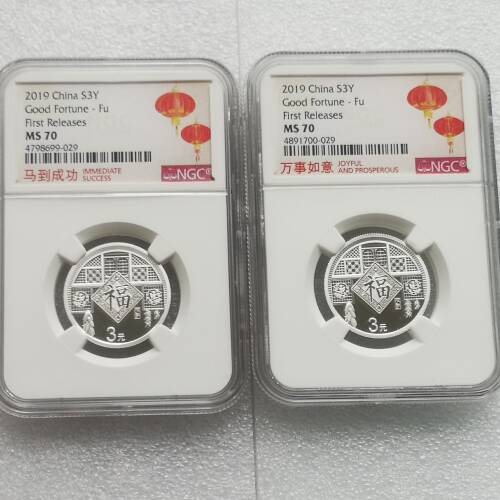 2019 China S3Y
Good Fortune - Fu
First Releases
MS 70
4798699-029
马到成功 IMMEDIATE SUCCESS
NGC®
福
3元
2019 China S3Y
Good Fortune - Fu
First Releases
MS 70
4891700-029
万事如意 JOYFUL AND PROSPEROUS
NGC®
福
3元